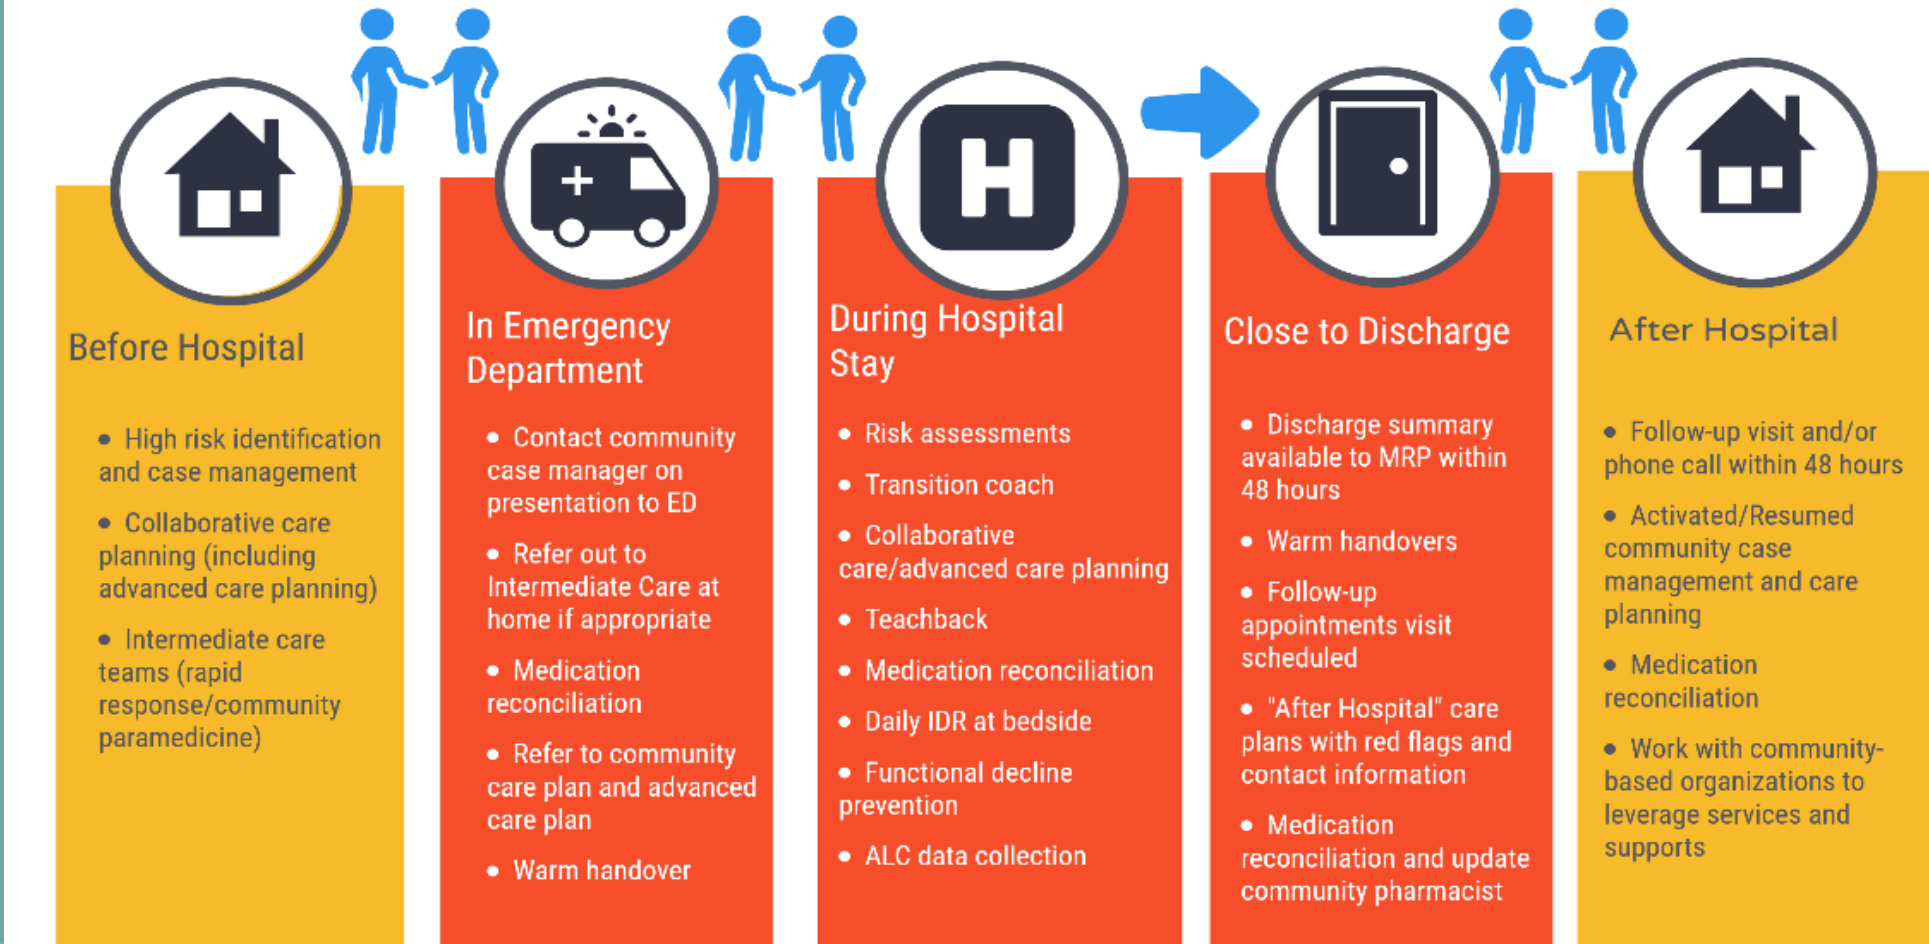 Before Hospital
• High risk identification
and case management
• Collaborative care
planning (including
advanced care planning)
• Intermediate care
teams (rapid
response/community
paramedicine)
In Emergency
Department
• Contact community
case manager on
presentation to ED
• Refer out to
Intermediate Care at
home if appropriate
• Medication
reconciliation
• Refer to community
care plan and advanced
care plan
• Warm handover
H
During Hospital
Stay
• Risk assessments
• Transition coach
• Collaborative
care/advanced care planning
• Teachback
• Medication reconciliation
• Daily IDR at bedside
• Functional decline
prevention
• ALC data collection
Close to Discharge
• Discharge summary
available to MRP within
48 hours
• Warm handovers
• Follow-up
appointments visit
scheduled
• "After Hospital" care
plans with red flags and
contact information
• Medication
reconciliation and update
community pharmacist
After Hospital
• Follow-up visit and/or
phone call within 48 hours
• Activated/Resumed
community case
management and care
planning
• Medication
reconciliation
• Work with community-
based organizations to
leverage services and
supports